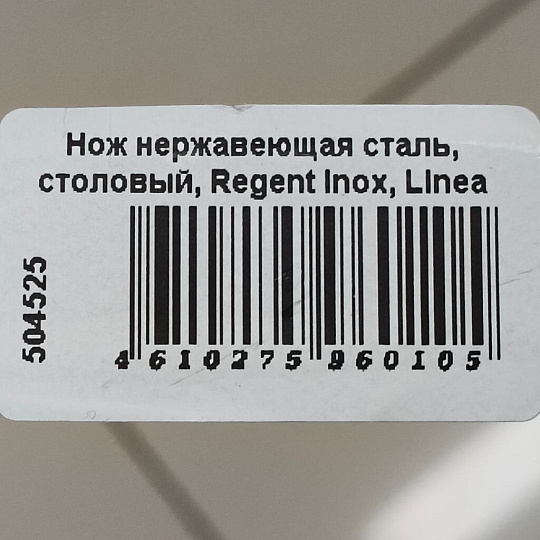 Нож нержавеющая сталь,
столовый, Regent Inox, Linea
504525
4 610275 960105